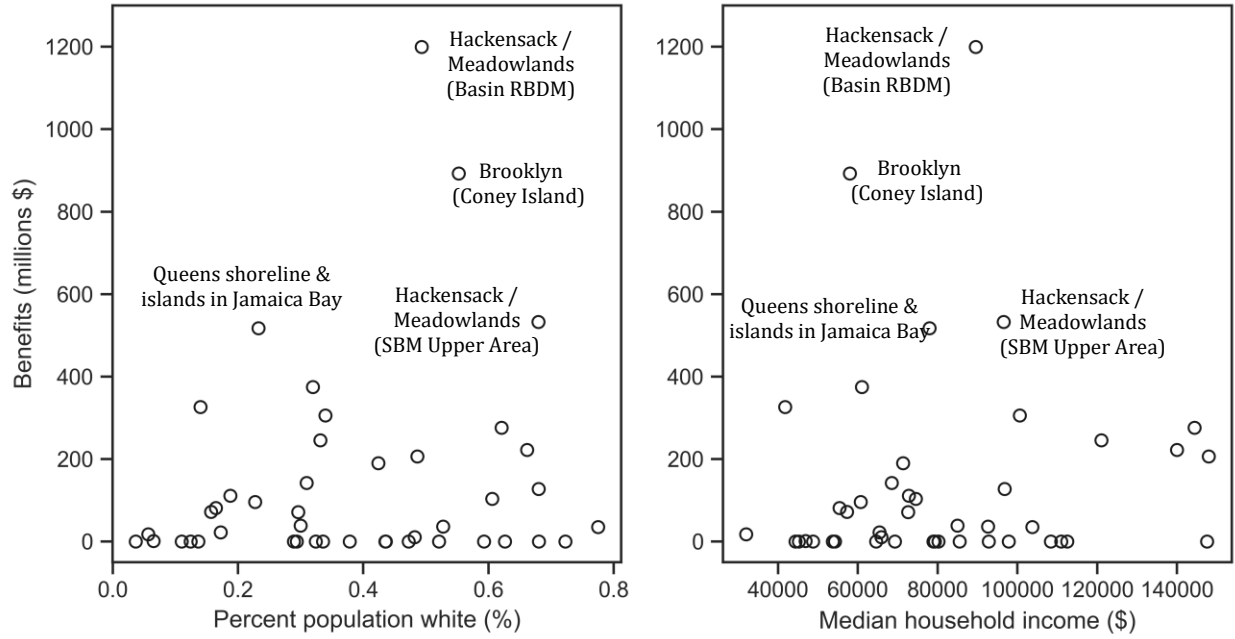 Benefits (millions $)
1200
1000
800
600
400
200
0
0.0 0.2 0.4 0.6 0.8
Percent population white (%)
Hackensack /
Meadowlands
(Basin RBDM)
Brooklyn
(Coney Island)
Queens shoreline &
islands in Jamaica Bay
Hackensack /
Meadowlands
(SBM Upper Area)
1200
1000
800
600
400
200
0
40000 60000 80000 100000 120000 140000
Median household income ($)
Hackensack /
Meadowlands
(Basin RBDM)
Brooklyn
(Coney Island)
Queens shoreline &
islands in Jamaica Bay
Hackensack /
Meadowlands
(SBM Upper Area)